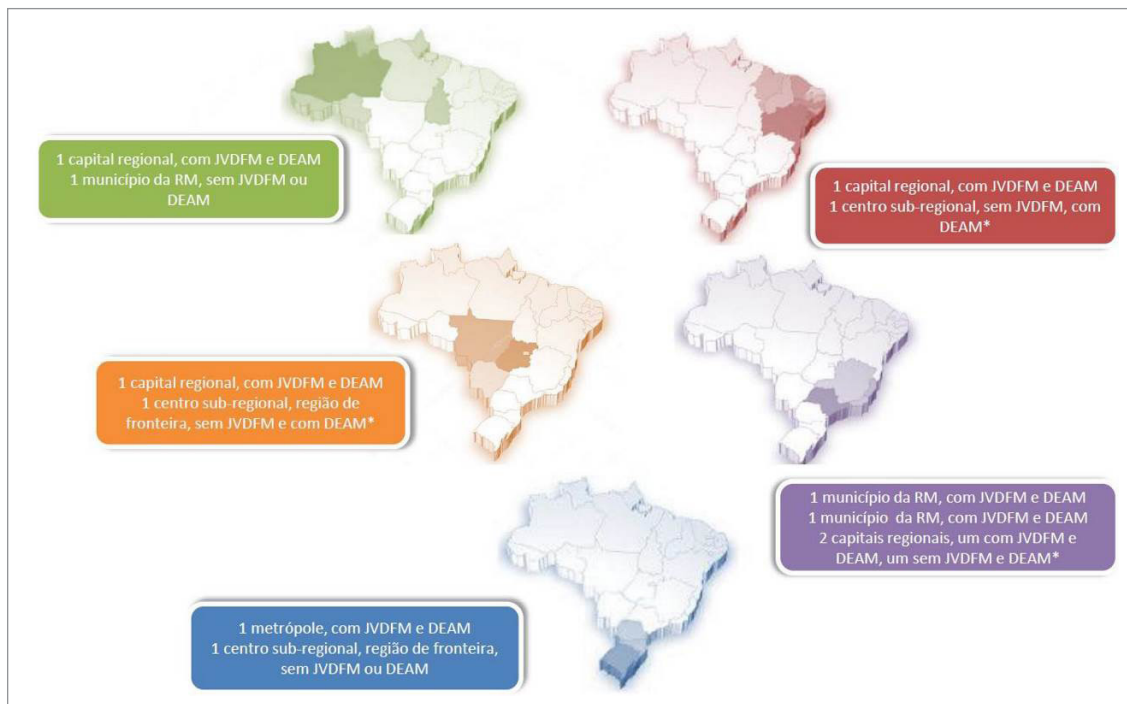 1 capital regional, com JVDFM e DEAM
1 município da RM, sem JVDFM ou
DEAM
1 capital regional, com JVDFM e DEAM
1 centro sub-regional, sem JVDFM, com
DEAM*
1 capital regional, com JVDFM e DEAM
1 centro sub-regional, região de
fronteira, sem JVDFM e com DEAM*
1 município da RM, com JVDFM e DEAM
1 município da RM, com JVDFM e DEAM
2 capitais regionais, um com JVDFM e
DEAM, um sem JVDFM e DEAM*
1 metrópole, com JVDFM e DEAM
1 centro sub-regional, região de fronteira,
sem JVDFM ou DEAM